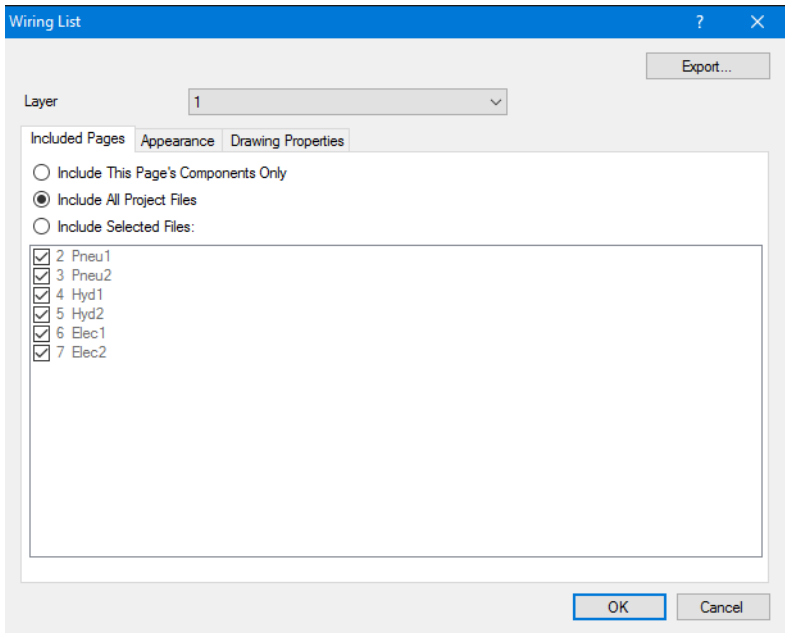 Wiring List
Export...
Layer 1
Included Pages Appearance Drawing Properties
Include This Page's Components Only
Include All Project Files
Include Selected Files:
2 Pneu1
3 Pneu2
4 Hyd1
5 Hyd2
6 Elec1
7 Elec2
OK Cancel